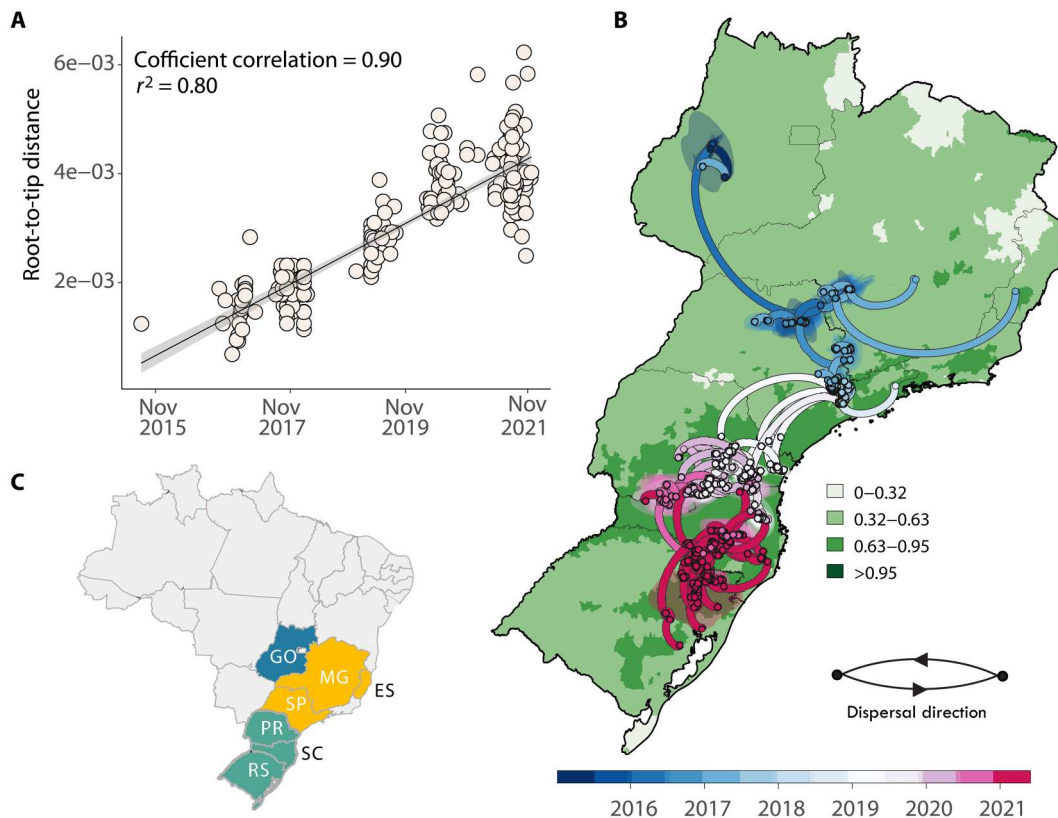 A
Cofficient correlation = 0.90
r² = 0.80
Root-to-tip distance
6e−03
4e−03
2e−03
Nov
2015
Nov
2017
Nov
2019
Nov
2021
B
0−0.32
0.32−0.63
0.63−0.95
>0.95
Dispersal direction
2016
2017
2018
2019
2020
2021
C
GO
MG
ES
SP
PR
SC
RS